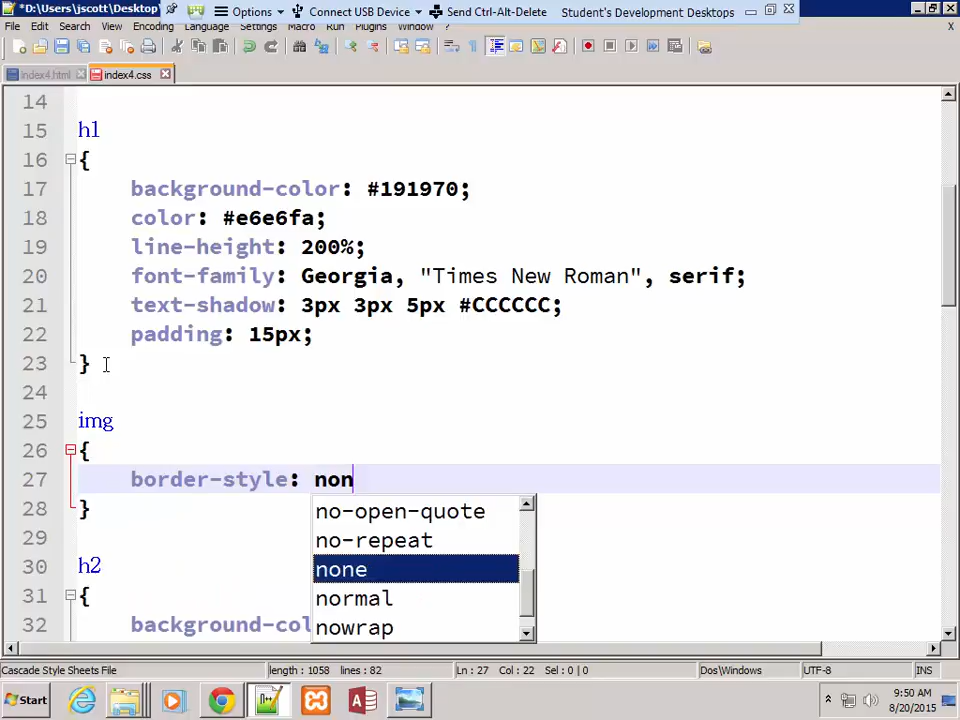 *D:\Users\jscott\Desktop\
Options
Connect USB Device
Send Ctrl-Alt-Delete
Student's Development Desktops
File Edit Search View Encoding Language Settings Macro Run Plugins Window ? X
index4.html
index4.css
14
15 h1
16 {
17 background-color: #191970;
18 color: #e6e6fa;
19 line-height: 200%;
20 font-family: Georgia, "Times New Roman", serif;
21 text-shadow: 3px 3px 5px #CCCCCC;
22 padding: 15px;
23 }
24
25 img
26 {
27 border-style: non
28 }
no-open-quote
no-repeat
none
normal
nowrap
29
30 h2
31 {
32 background-col
Cascade Style Sheets File
length : 1058 lines : 82
Ln : 27 Col : 22 Sel : 0 | 0
Dos\Windows
UTF-8
INS
Start
9:50 AM
8/20/2015